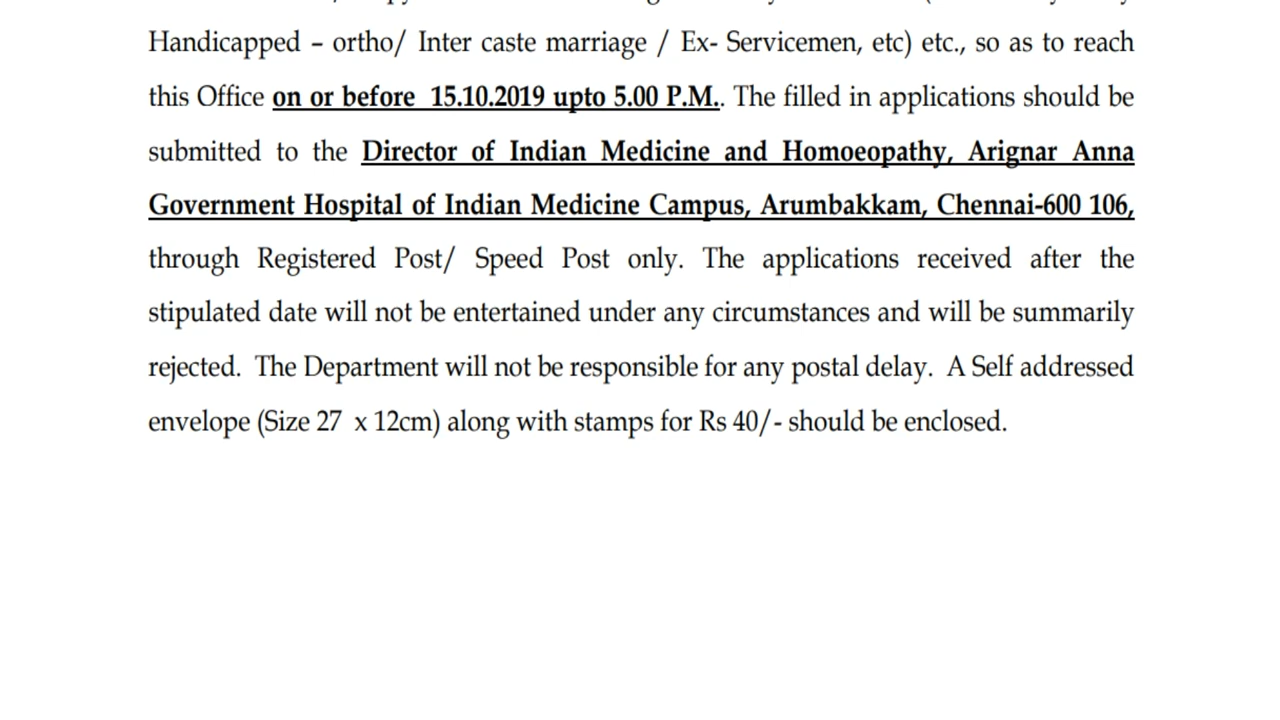 Handicapped – ortho/ Inter caste marriage / Ex- Servicemen, etc) etc., so as to reach
this Office on or before 15.10.2019 upto 5.00 P.M.. The filled in applications should be
submitted to the Director of Indian Medicine and Homoeopathy, Arignar Anna
Government Hospital of Indian Medicine Campus, Arumbakkam, Chennai-600 106,
through Registered Post/ Speed Post only. The applications received after the
stipulated date will not be entertained under any circumstances and will be summarily
rejected. The Department will not be responsible for any postal delay. A Self addressed
envelope (Size 27 x 12cm) along with stamps for Rs 40/- should be enclosed.